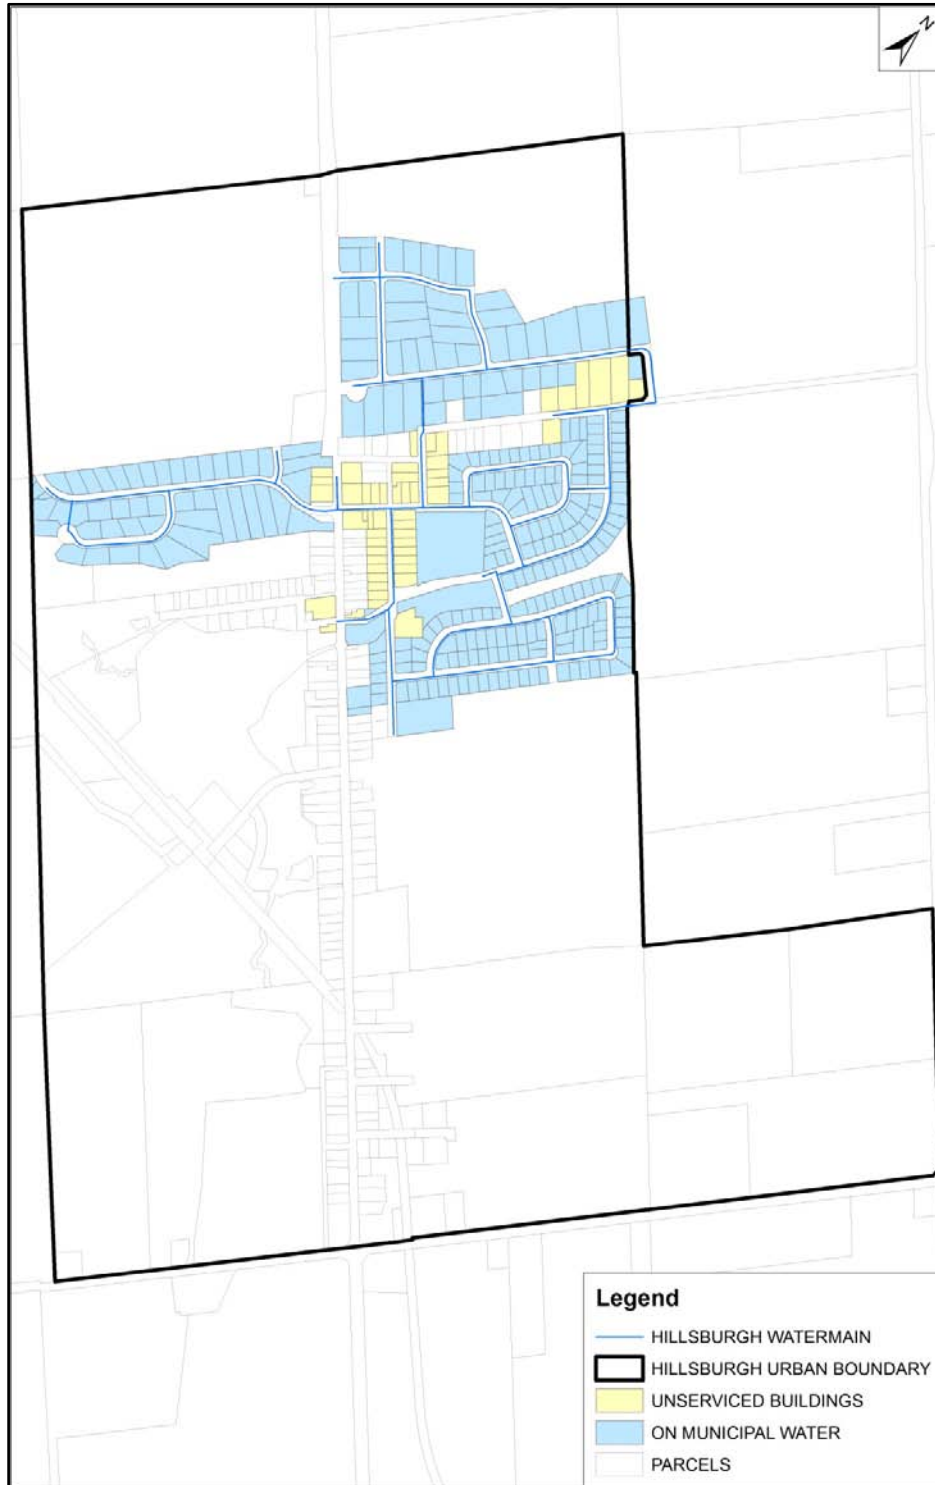 N
Legend
HILLSBURGH WATERMAIN
HILLSBURGH URBAN BOUNDARY
UNSERVICED BUILDINGS
ON MUNICIPAL WATER
PARCELS